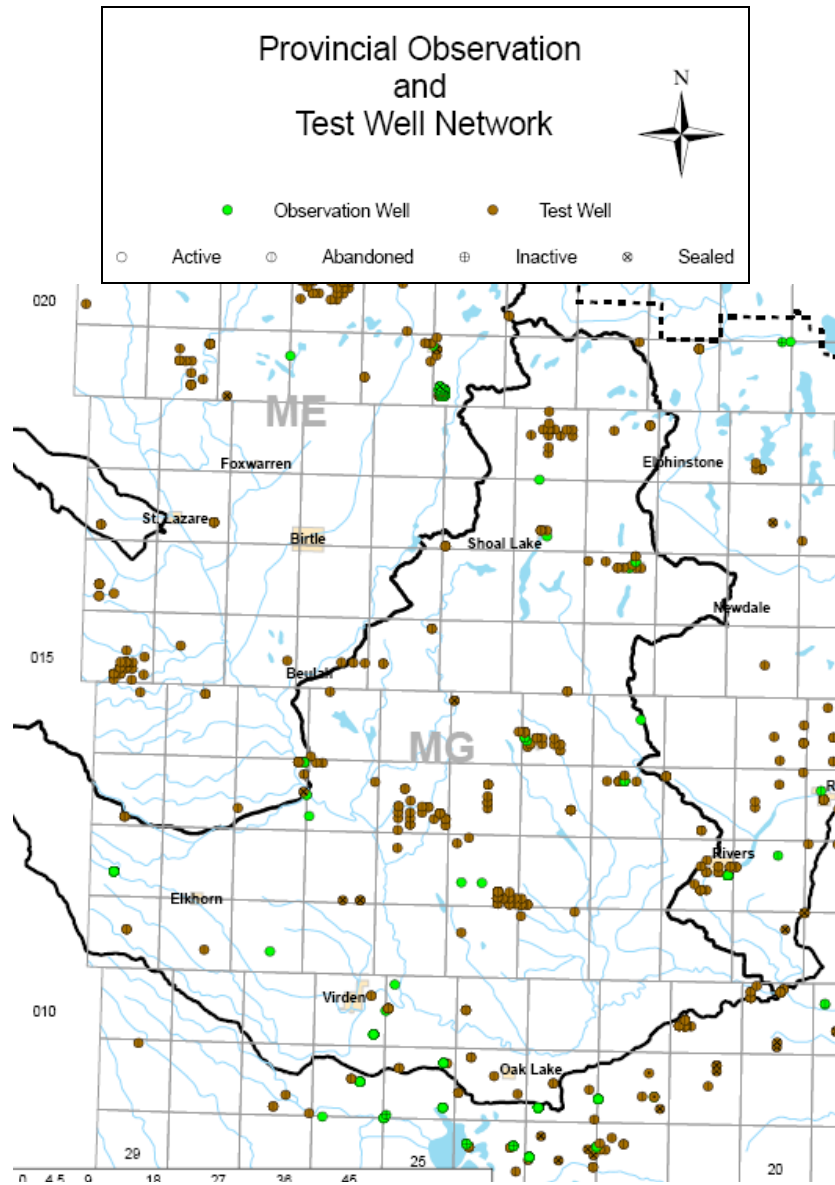 Provincial Observation
and
Test Well Network
N
Observation Well
Test Well
Active
Abandoned
Inactive
Sealed
020
ME
Foxwarren
Elphinstone
St. Lazare
Birtle
Shoal Lake
Newdale
015
Beulah
MG
R
Rivers
Elkhorn
Virden
010
Oak Lake
29
25
20
0 4.5 9 18 27 36 45